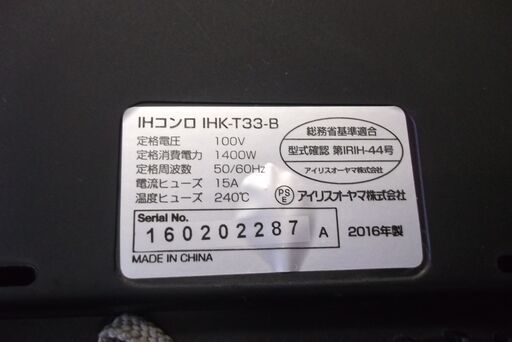 IHコンロ IHK-T33-B
定格電圧 100V
定格消費電力 1400W
定格周波数 50/60Hz
電流ヒューズ 15A
温度ヒューズ 240℃
総務省基準適合
型式確認 第IRIH-44号
アイリスオーヤマ株式会社
PSE アイリスオーヤマ株式会社
Serial No.
160202287 A
2016年製
MADE IN CHINA